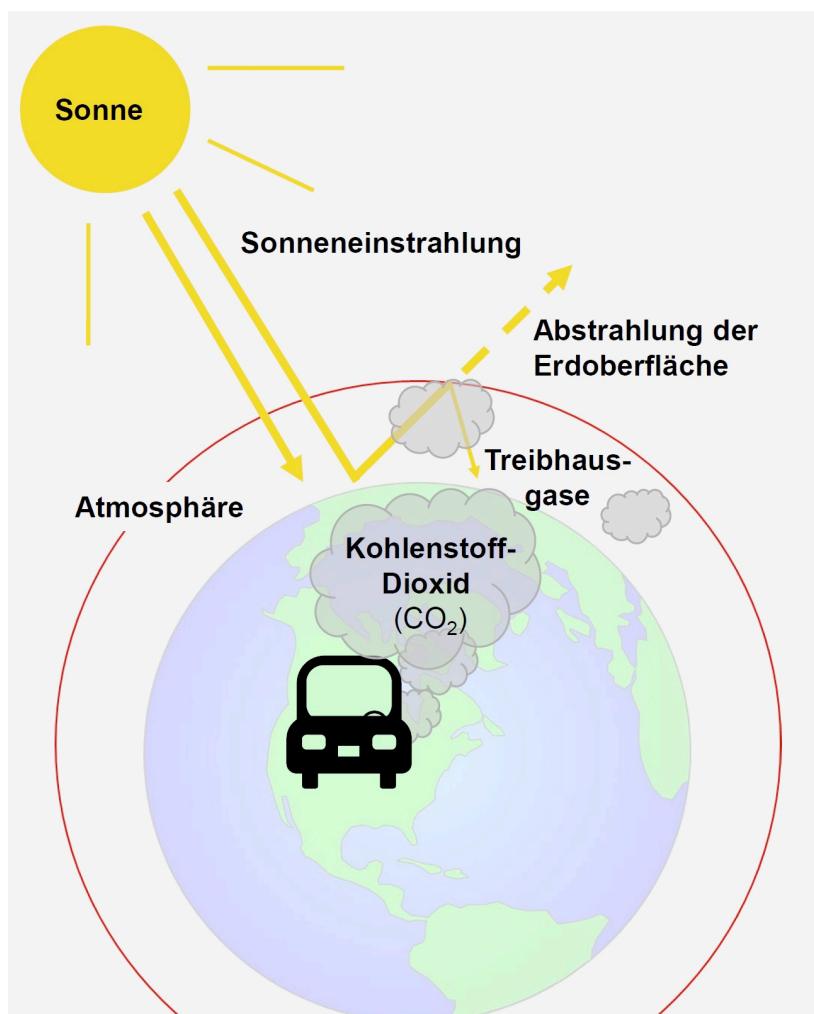 Sonne
Sonneneinstrahlung
Abstrahlung der
Erdoberfläche
Treibhaus-
gase
Atmosphäre
Kohlenstoff-
Dioxid
(CO₂)